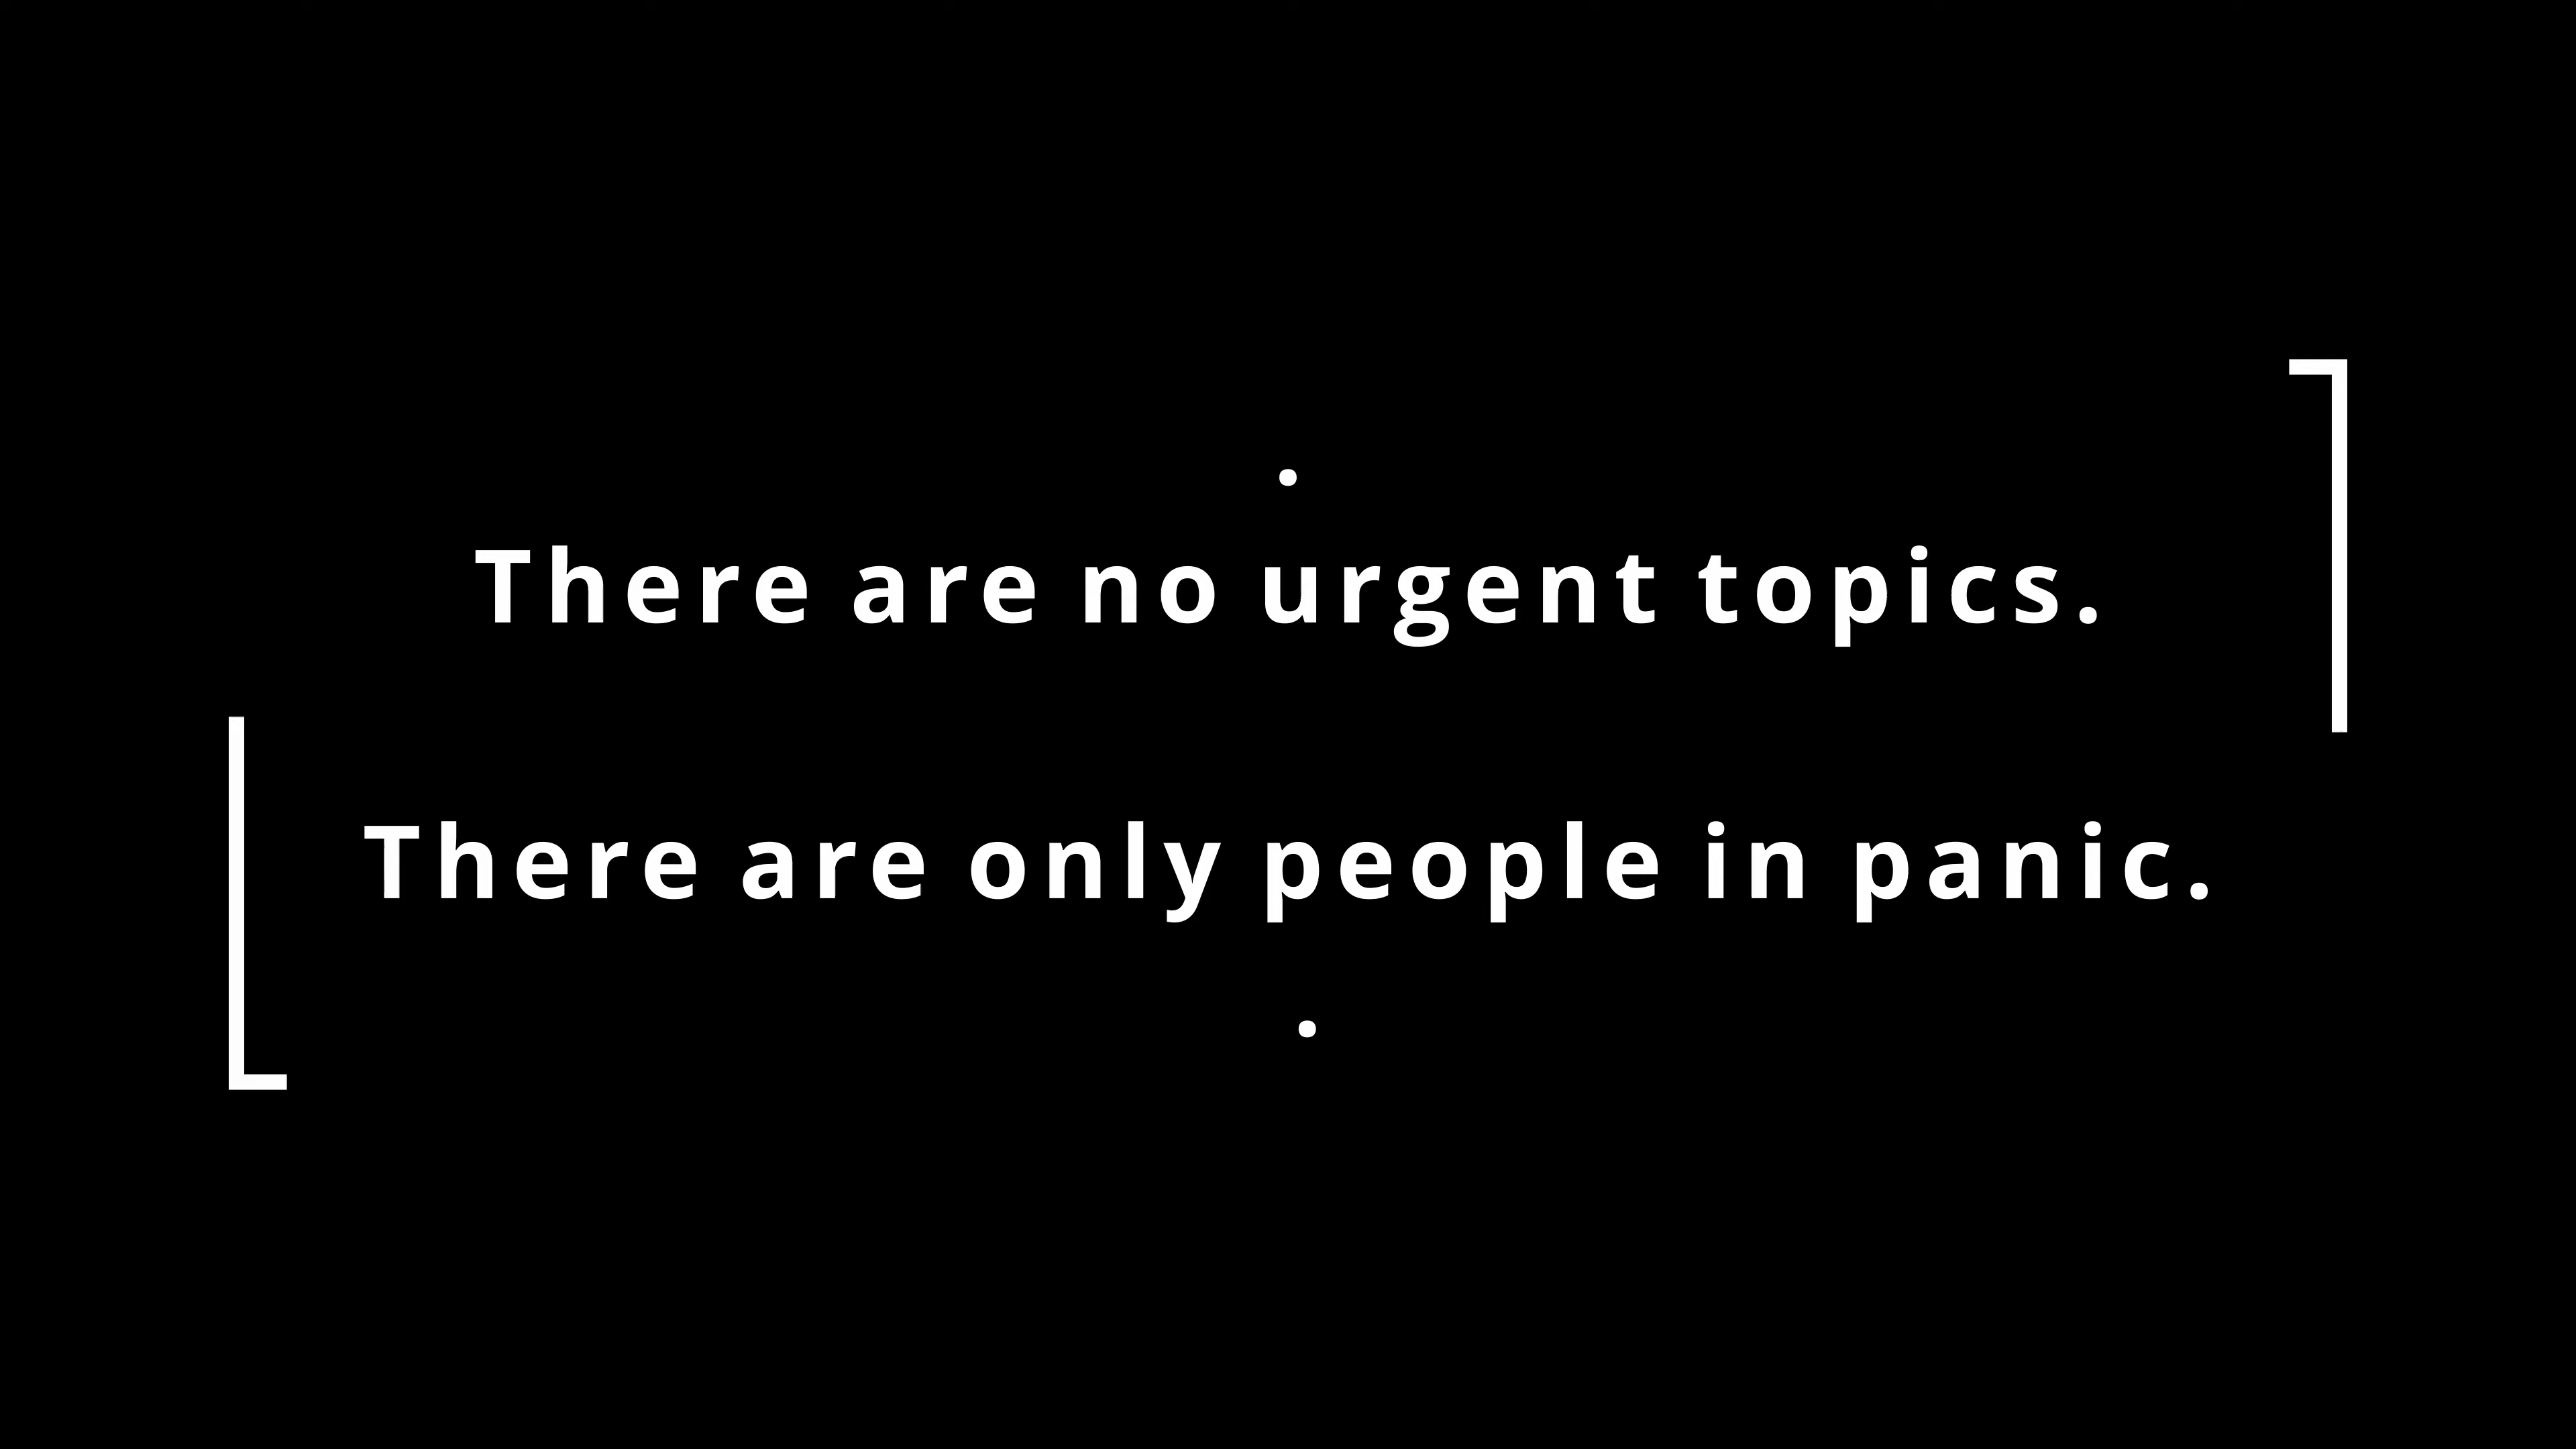 .
There are no urgent topics.
There are only people in panic.
.